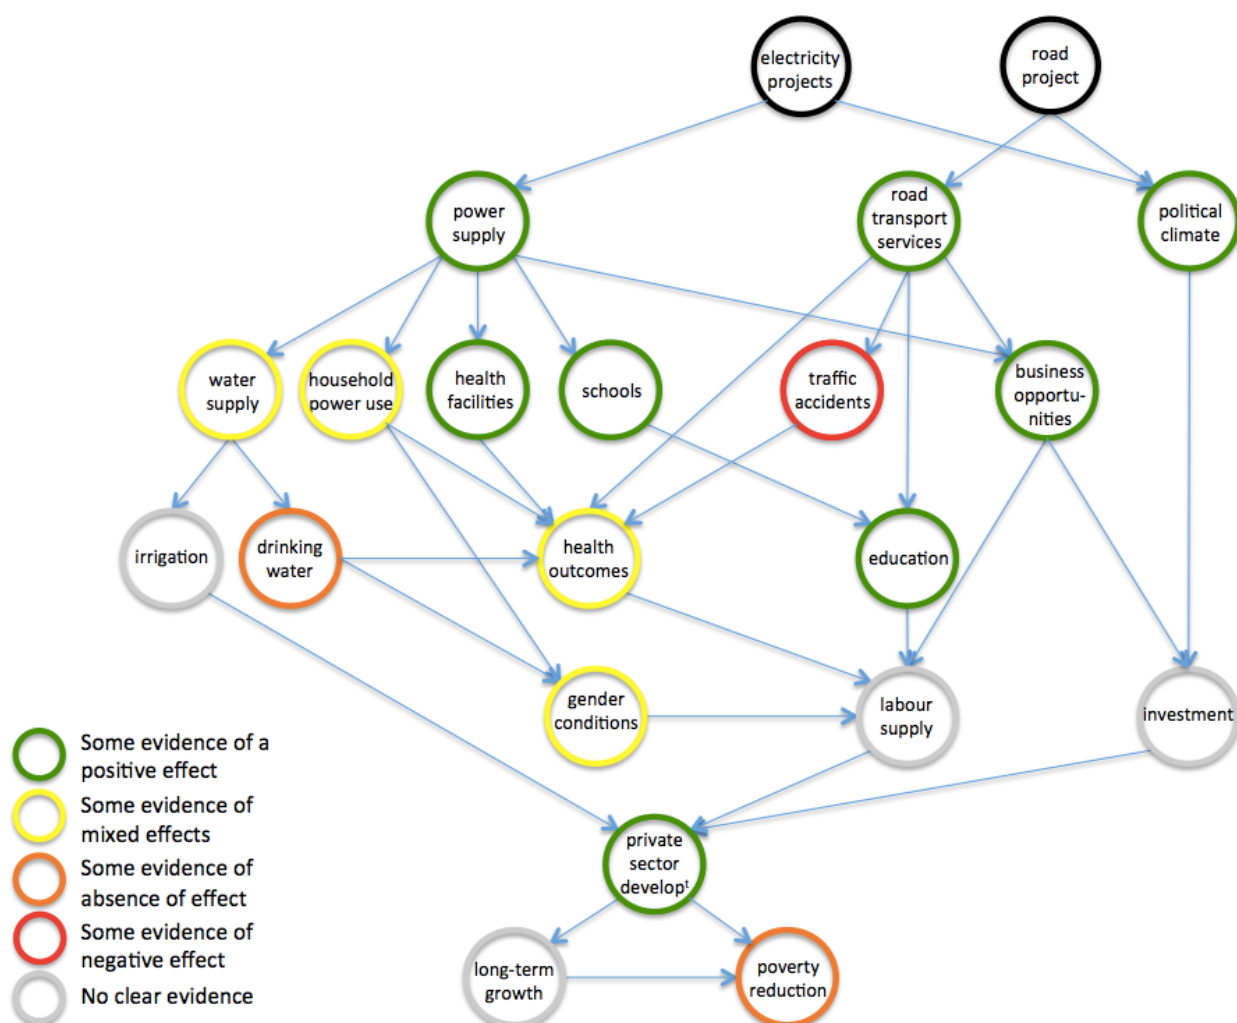 electricity
projects
road
project
power
supply
road
transport
services
political
climate
water
supply
household
power use
health
facilities
schools
traffic
accidents
business
opportu-
nities
irrigation
drinking
water
health
outcomes
education
gender
conditions
labour
supply
investment
private
sector
developᵗ
long-term
growth
poverty
reduction
Some evidence of a
positive effect
Some evidence of
mixed effects
Some evidence of
absence of effect
Some evidence of
negative effect
No clear evidence